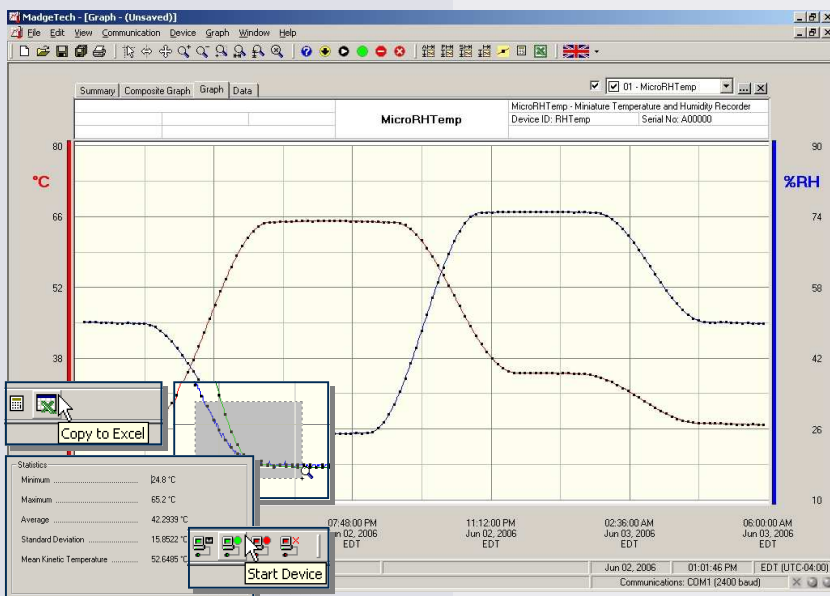 MadgeTech - [Graph - (Unsaved)]
File Edit View Communication Device Graph Window Help
Summary Composite Graph Graph Data
01 - MicroRHTemp
MicroRHTemp
MicroRHTemp - Miniature Temperature and Humidity Recorder
Device ID: RHTemp Serial No: A00000
80 90
°C %RH
66 74
52 58
38 42
26
10
Copy to Excel
Statistics
Minimum 24.8 °C
Maximum 65.2 °C
Average 42.2939 °C
Standard Deviation 15.8522 °C
Mean Kinetic Temperature 52.6485 °C
Start Device
07:48:00 PM 11:12:00 PM 02:36:00 AM 06:00:00 AM
Jun 02, 2006 Jun 02, 2006 Jun 03, 2006 Jun 03, 2006
EDT EDT EDT EDT
Jun 02, 2006 01:01:46 PM EDT (UTC-04:00)
Communications: COM1 (2400 baud)